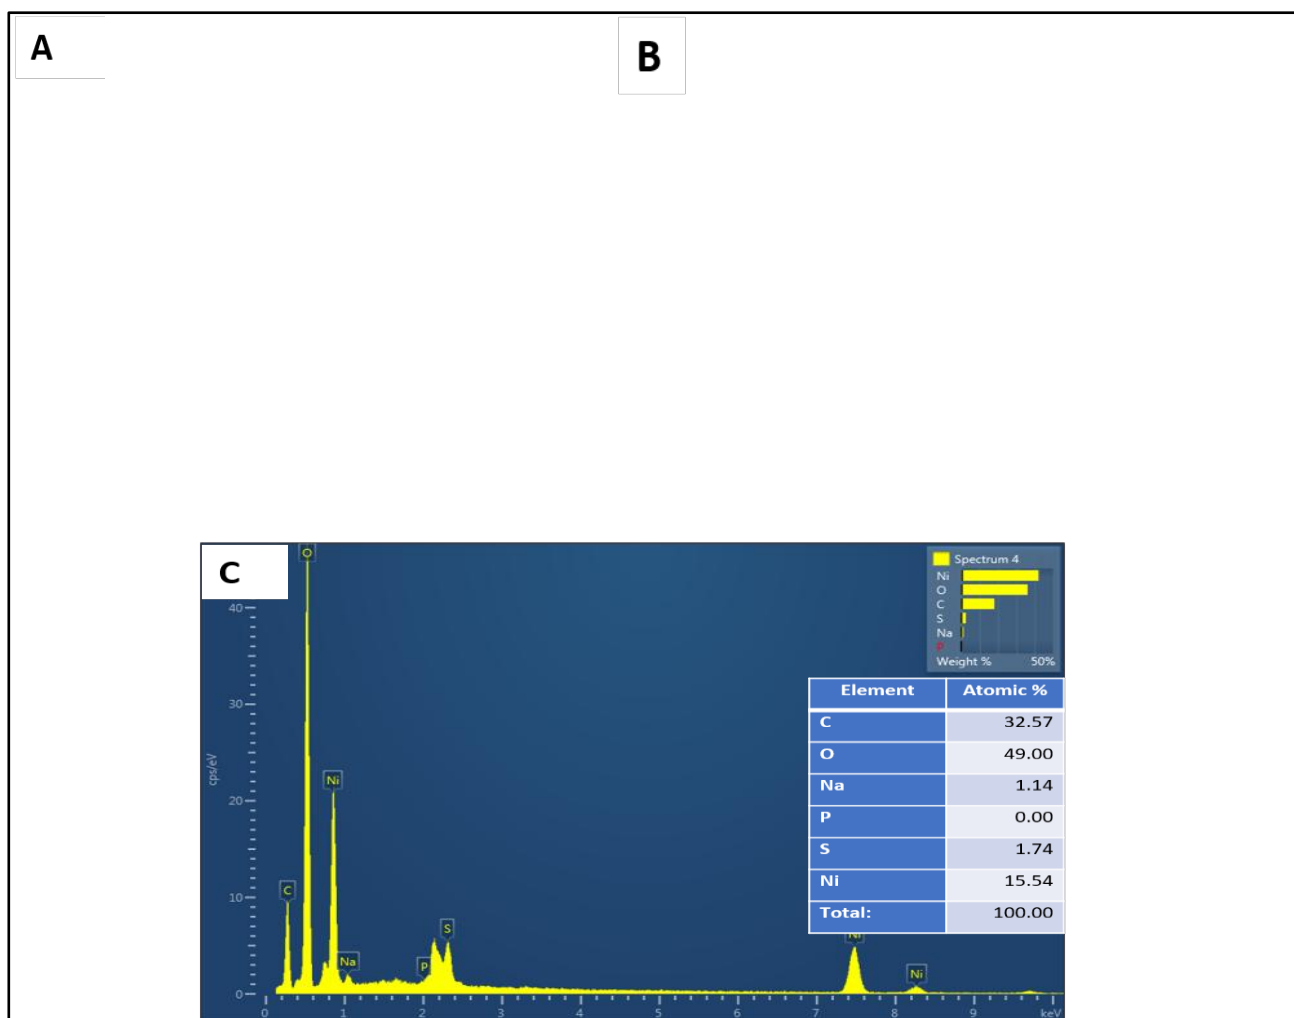 A
B
C
O
Spectrum 4
Ni
O
C
S
Na
P
Weight % 50%
40
30
20
10
0
cps/eV
Ni
C
Na
P
S
Ni
Ni
Element Atomic %
C 32.57
O 49.00
Na 1.14
P 0.00
S 1.74
Ni 15.54
Total: 100.00
0 1 2 3 4 5 6 7 8 9 keV